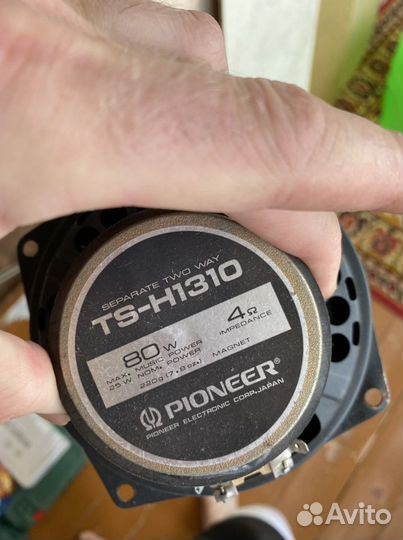 SEPARATE TWO WAY
TS-H1310
80W
MAX. MUSIC POWER
25 W NOM. POWER
4Ω
IMPEDANCE
220g (7.8oz.) MAGNET
PIONEER®
PIONEER ELECTRONIC CORP.JAPAN
Avito